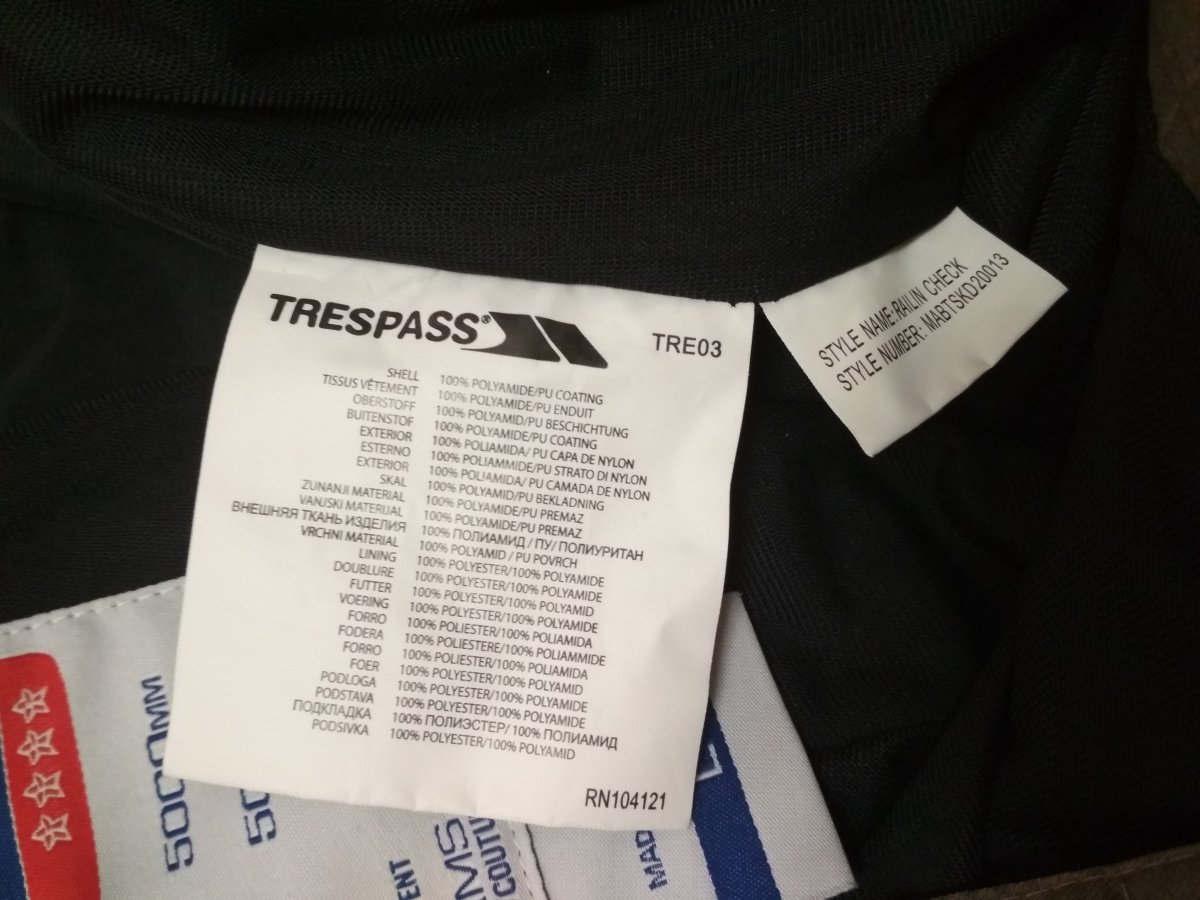 TRESPASS®
TRE03
SHELL 100% POLYAMIDE/PU COATING
TISSUS VÊTEMENT 100% POLYAMIDE/PU ENDUIT
OBERSTOFF 100% POLYAMID/PU BESCHICHTUNG
BUITENSTOF 100% POLYAMIDE/PU COATING
EXTERIOR 100% POLIAMIDA/ PU CAPA DE NYLON
ESTERNO 100% POLIAMMIDE/PU STRATO DI NYLON
EXTERIOR 100% POLIAMIDA/ PU CAMADA DE NYLON
SKAL 100% POLYAMID/PU BEKLADNING
ZUNANJI MATERIAL 100% POLYAMIDE/PU PREMAZ
VANJSKI MATERIJAL 100% POLYAMIDE/PU PREMAZ
ВНЕШНЯЯ ТКАНЬ ИЗДЕЛИЯ 100% ПОЛИАМИД / ПУ/ ПОЛИУРИТАН
VRCHNI MATERIAL 100% POLYAMID / PU POVRCH
LINING 100% POLYESTER/100% POLYAMIDE
DOUBLURE 100% POLYESTER/100% POLYAMIDE
FUTTER 100% POLYESTER/100% POLYAMID
VOERING 100% POLYESTER/100% POLYAMIDE
FORRO 100% POLIESTER/100% POLIAMIDA
FODERA 100% POLIESTERE/100% POLIAMMIDE
FORRO 100% POLIESTER/100% POLIAMIDA
FOER 100% POLYESTER/100% POLYAMID
PODLOGA 100% POLYESTER/100% POLYAMIDE
PODSTAVA 100% POLYESTER/100% POLYAMIDE
ПОДКЛАДКА 100% ПОЛИЭСТЕР/ 100% ПОЛИАМИД
PODSIVKA 100% POLYESTER/100% POLYAMID
RN104121
STYLE NAME:RAILIN CHECK
STYLE NUMBER: MABTSKD20013
5000MM